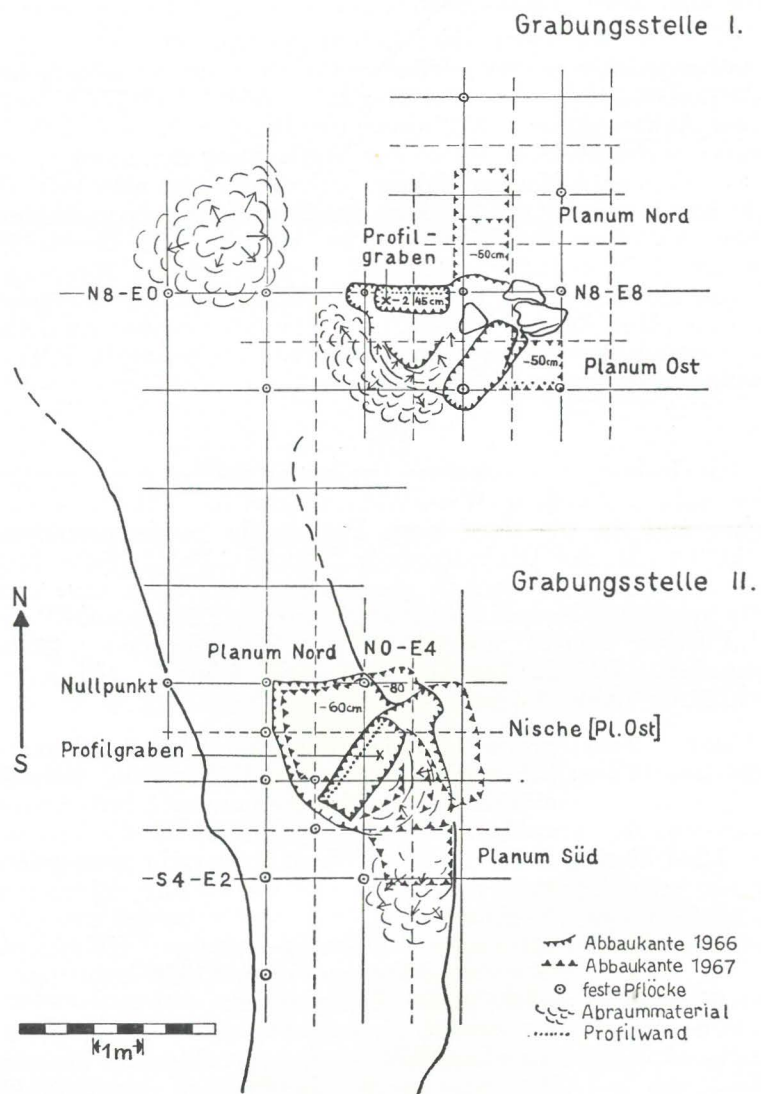 Grabungsstelle I.
Planum Nord
Profil-
graben
-50cm
N8-E0
x-2,45cm
N8-E8
-50cm
Planum Ost
Grabungsstelle II.
N
S
Planum Nord
N0-E4
Nullpunkt
-80
-60cm
Nische [Pl. Ost]
Profilgraben
x
Planum Süd
-S4-E2
Abbaukante 1966
Abbaukante 1967
feste Pflöcke
Abraummaterial
Profilwand
1m